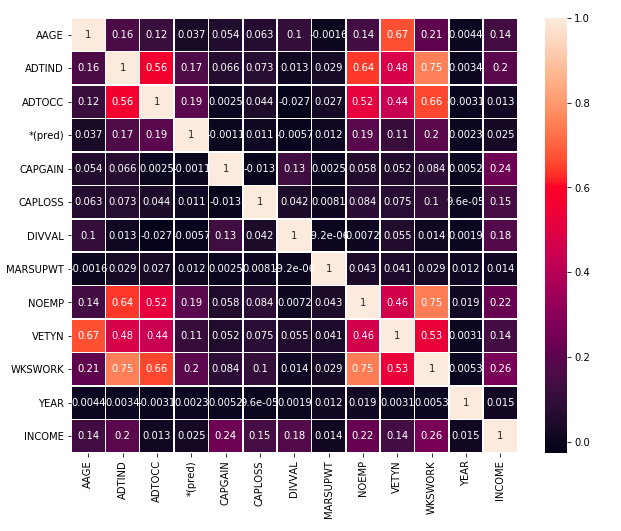 AAGE 1 0.16 0.12 0.037 0.054 0.063 0.1 -0.0016 0.14 0.67 0.21 0.0044 0.14
ADTIND 0.16 1 0.56 0.17 0.066 0.073 0.013 0.029 0.64 0.48 0.75 0.0034 0.2
ADTOCC 0.12 0.56 1 0.19 0.0025 0.044 -0.027 0.027 0.52 0.44 0.66 -0.0031 0.013
*(pred) 0.037 0.17 0.19 1 -0.0011 0.011 -0.0057 0.012 0.19 0.11 0.2 0.0023 0.025
CAPGAIN 0.054 0.066 0.0025 -0.0011 1 -0.013 0.13 0.0025 0.058 0.052 0.084 0.0052 0.24
CAPLOSS 0.063 0.073 0.044 0.011 -0.013 1 0.042 0.0081 0.084 0.075 0.1 9.6e-05 0.15
DIVVAL 0.1 0.013 -0.027 -0.0057 0.13 0.042 1 9.2e-06 0.0072 0.055 0.014 0.0019 0.18
MARSUPWT -0.0016 0.029 0.027 0.012 0.0025 0.0081 9.2e-06 1 0.043 0.041 0.029 0.012 0.014
NOEMP 0.14 0.64 0.52 0.19 0.058 0.084 0.0072 0.043 1 0.46 0.75 0.019 0.22
VETYN 0.67 0.48 0.44 0.11 0.052 0.075 0.055 0.041 0.46 1 0.53 0.0031 0.14
WKSWORK 0.21 0.75 0.66 0.2 0.084 0.1 0.014 0.029 0.75 0.53 1 0.0053 0.26
YEAR 0.0044 0.0034 -0.0031 0.0023 0.0052 9.6e-05 0.0019 0.012 0.019 0.0031 0.0053 1 0.015
INCOME 0.14 0.2 0.013 0.025 0.24 0.15 0.18 0.014 0.22 0.14 0.26 0.015 1
AAGE ADTIND ADTOCC *(pred) CAPGAIN CAPLOSS DIVVAL MARSUPWT NOEMP VETYN WKSWORK YEAR INCOME
1.0
0.8
0.6
0.4
0.2
0.0